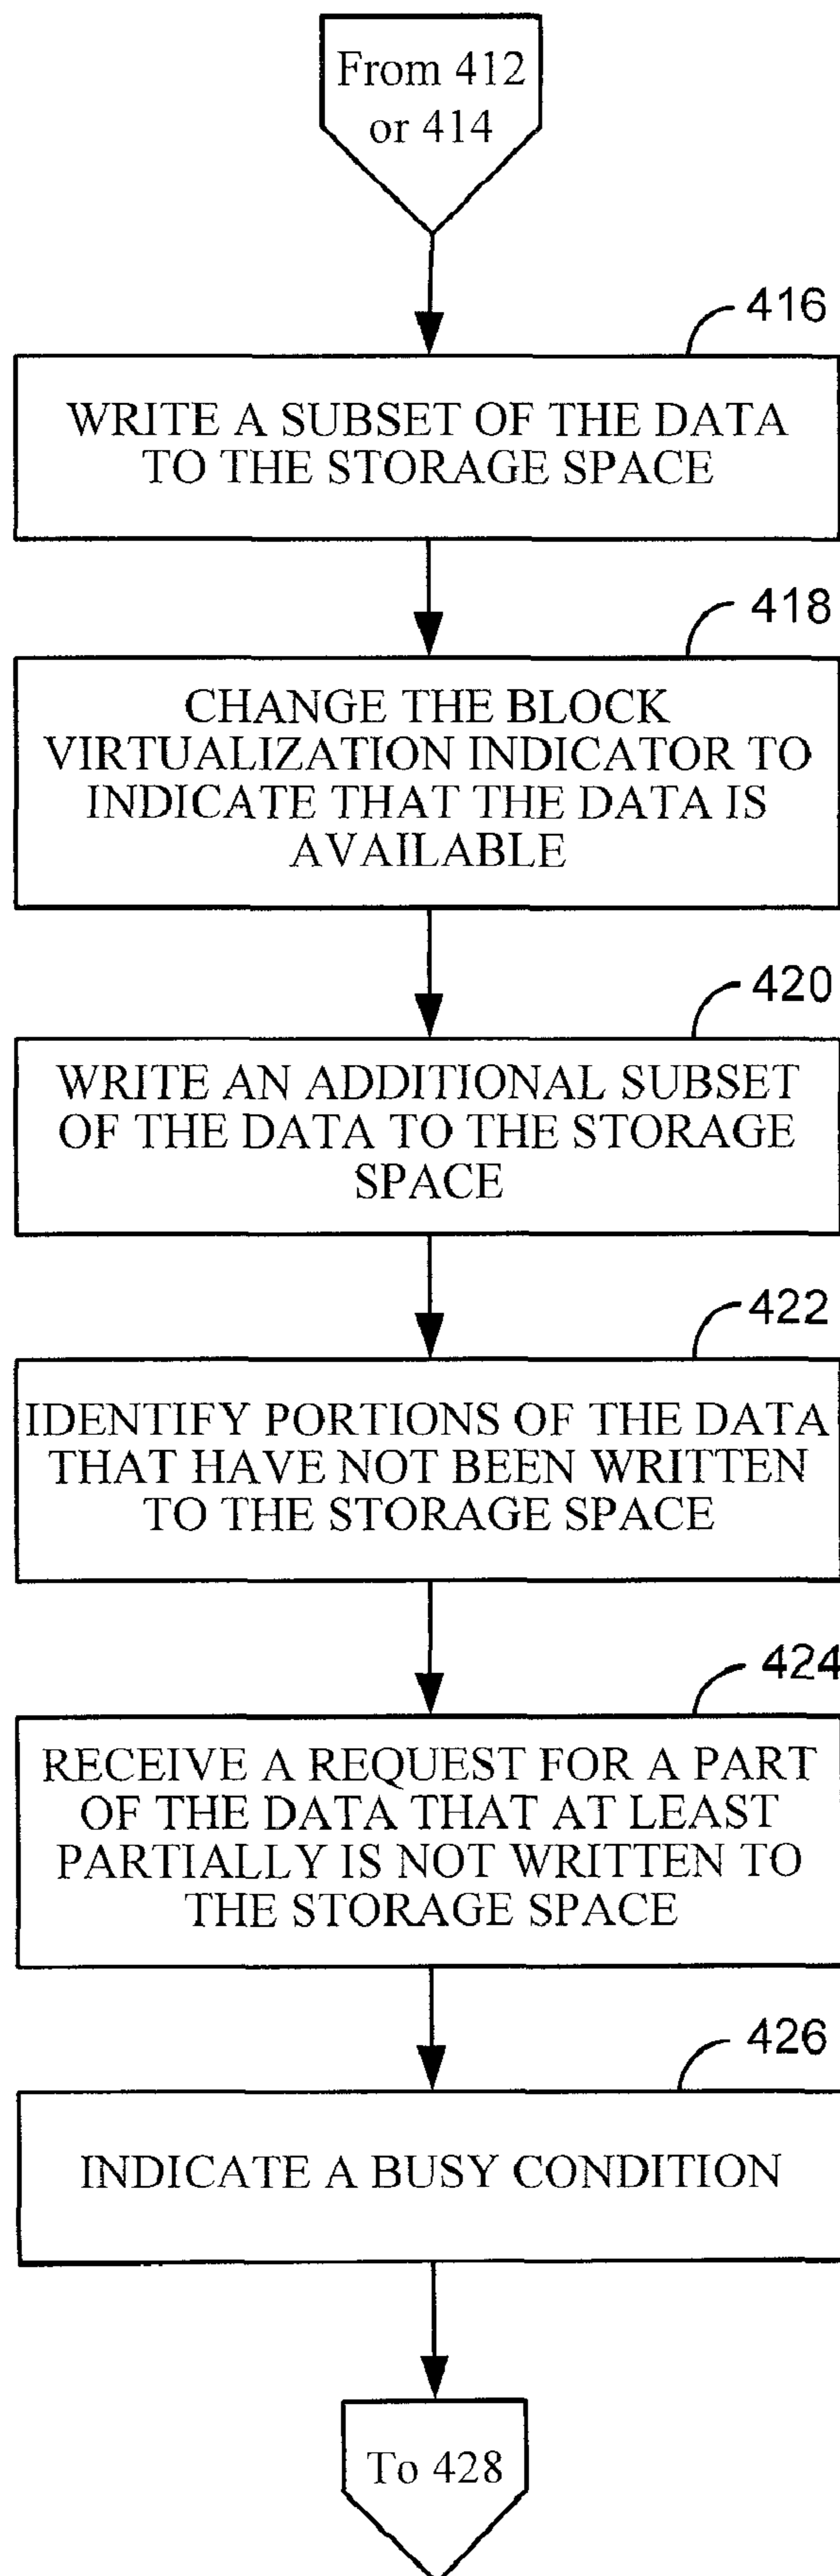 From 412
or 414
416
WRITE A SUBSET OF THE DATA
TO THE STORAGE SPACE
418
CHANGE THE BLOCK
VIRTUALIZATION INDICATOR TO
INDICATE THAT THE DATA IS
AVAILABLE
420
WRITE AN ADDITIONAL SUBSET
OF THE DATA TO THE STORAGE
SPACE
422
IDENTIFY PORTIONS OF THE DATA
THAT HAVE NOT BEEN WRITTEN
TO THE STORAGE SPACE
424
RECEIVE A REQUEST FOR A PART
OF THE DATA THAT AT LEAST
PARTIALLY IS NOT WRITTEN TO
THE STORAGE SPACE
426
INDICATE A BUSY CONDITION
To 428